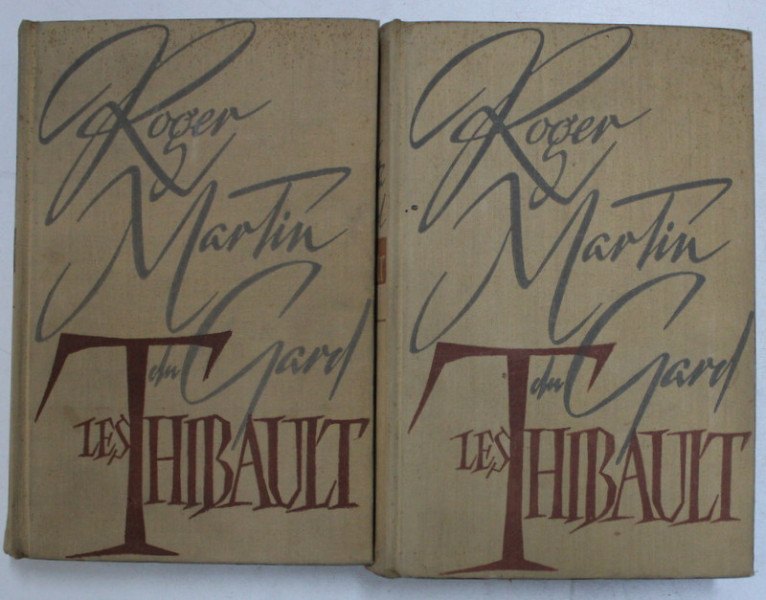 Roger
Martin
du Gard
LES THIBAULT
Roger
Martin
du Gard
LES THIBAULT